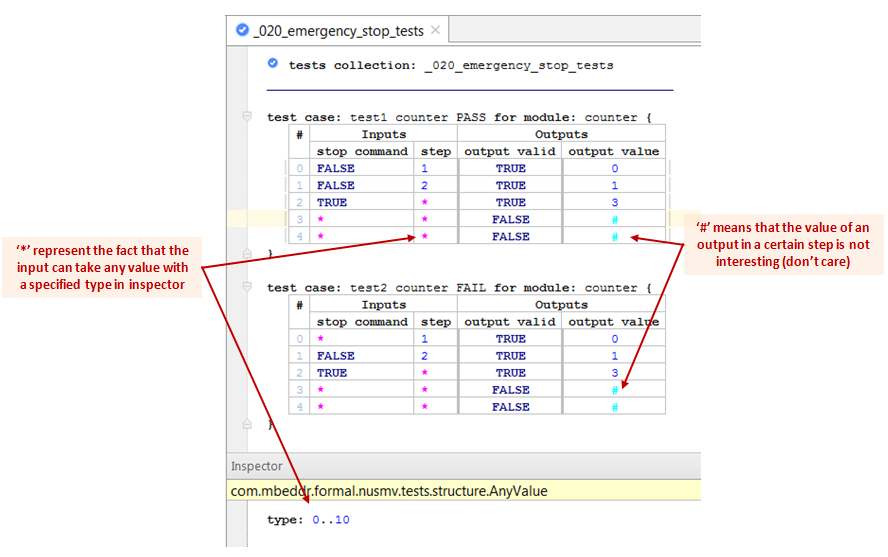 _020_emergency_stop_tests ×
tests collection: _020_emergency_stop_tests
test case: test1 counter PASS for module: counter {
# Inputs Outputs
stop command step output valid output value
0 FALSE 1 TRUE 0
1 FALSE 2 TRUE 1
2 TRUE * TRUE 3
3 * * FALSE #
4 * * FALSE #
}
‘*’ represent the fact that the
input can take any value with
a specified type in inspector
‘#’ means that the value of an
output in a certain step is not
interesting (don’t care)
test case: test2 counter FAIL for module: counter {
# Inputs Outputs
stop command step output valid output value
0 * 1 TRUE 0
1 FALSE 2 TRUE 1
2 TRUE * TRUE 3
3 * * FALSE #
4 * * FALSE #
}
Inspector
com.mbeddr.formal.nusmv.tests.structure.AnyValue
type: 0..10